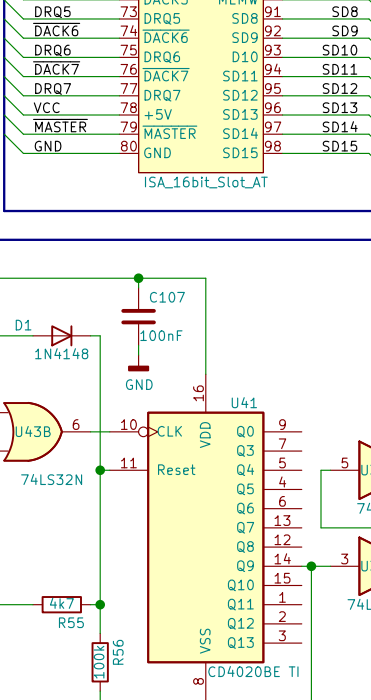 DACK5 MEMW
DRQ5 73 DRQ5 SD8 91 SD8
DACK6 74 DACK6 SD9 92 SD9
DRQ6 75 DRQ6 D10 93 SD10
DACK7 76 DACK7 SD11 94 SD11
DRQ7 77 DRQ7 SD12 95 SD12
VCC 78 +5V SD13 96 SD13
MASTER 79 MASTER SD14 97 SD14
GND 80 GND SD15 98 SD15
ISA_16bit_Slot_AT
C107
100nF
GND
D1
1N4148
16
U41
U43B 6 10 CLK VDD Q0 9
Q3 7
11 Reset Q4 5 5
74LS32N
Q5 4
Q6 6
Q7 13
Q8 12
Q9 14 3
Q10 15
4k7 Q11 1
R55
Q12 2
100k R56 VSS Q13 3
8 CD4020BE TI